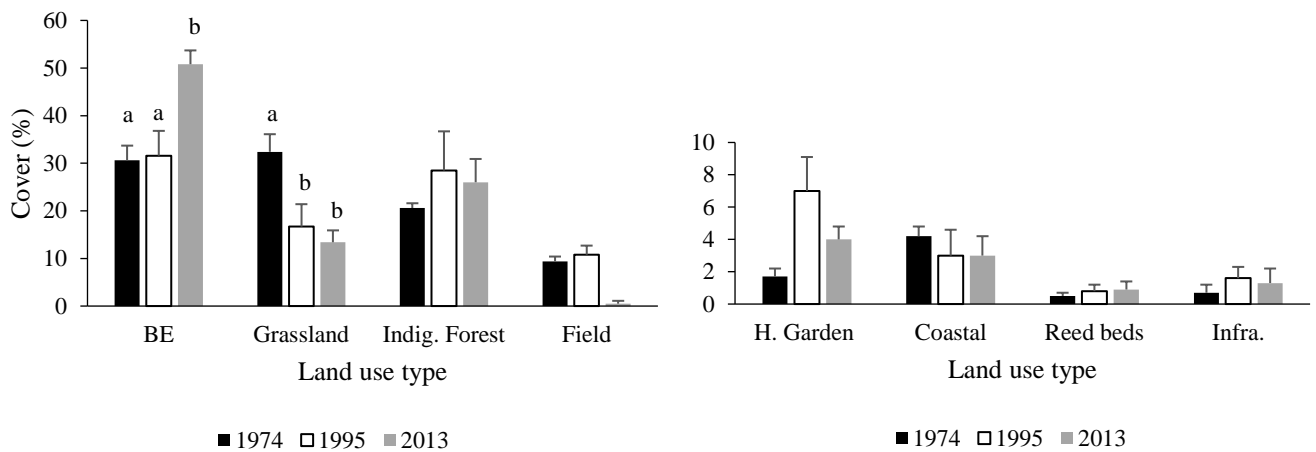 60
50
40
30
20
10
0
Cover (%)
a a b
a b b
BE Grassland Indig. Forest Field
Land use type
1974 1995 2013
10
8
6
4
2
0
H. Garden Coastal Reed beds Infra.
Land use type
1974 1995 2013